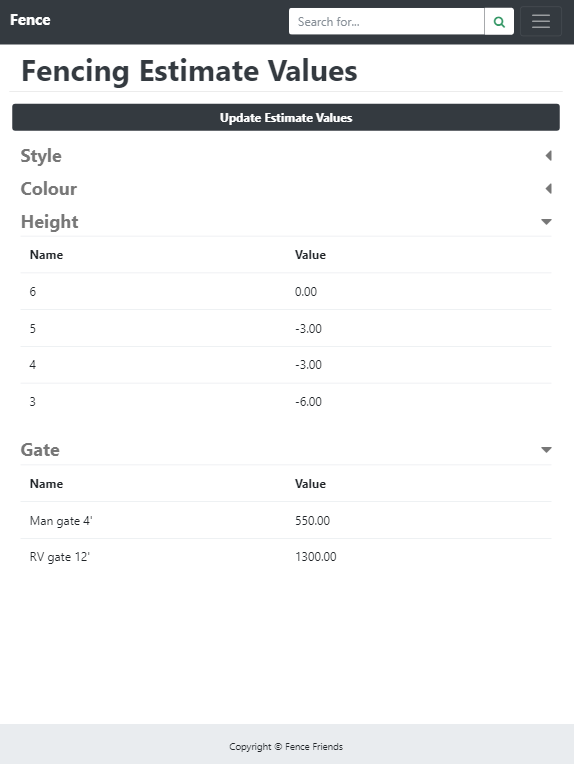 Fence
Search for...
Fencing Estimate Values
Update Estimate Values
Style
Colour
Height
Name Value
6 0.00
5 -3.00
4 -3.00
3 -6.00
Gate
Name Value
Man gate 4' 550.00
RV gate 12' 1300.00
Copyright © Fence Friends